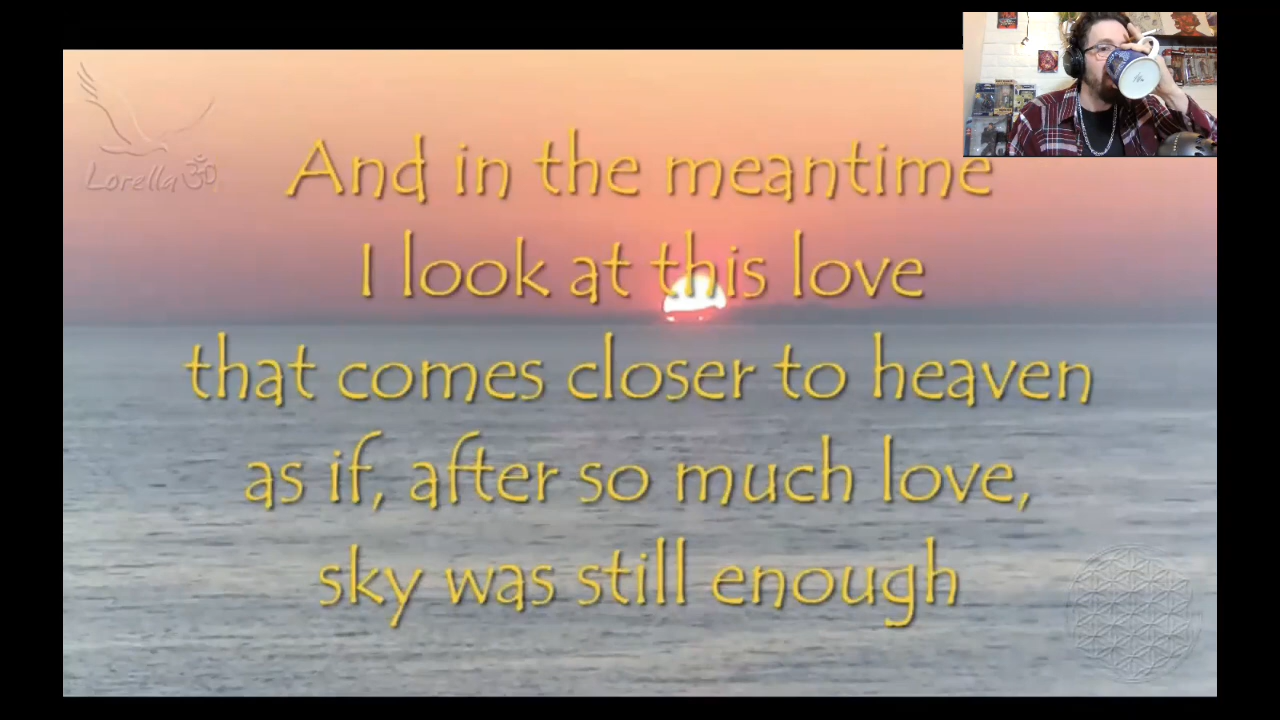 Lorella ॐ
And in the meantime
I look at this love
that comes closer to heaven
as if, after so much love,
sky was still enough